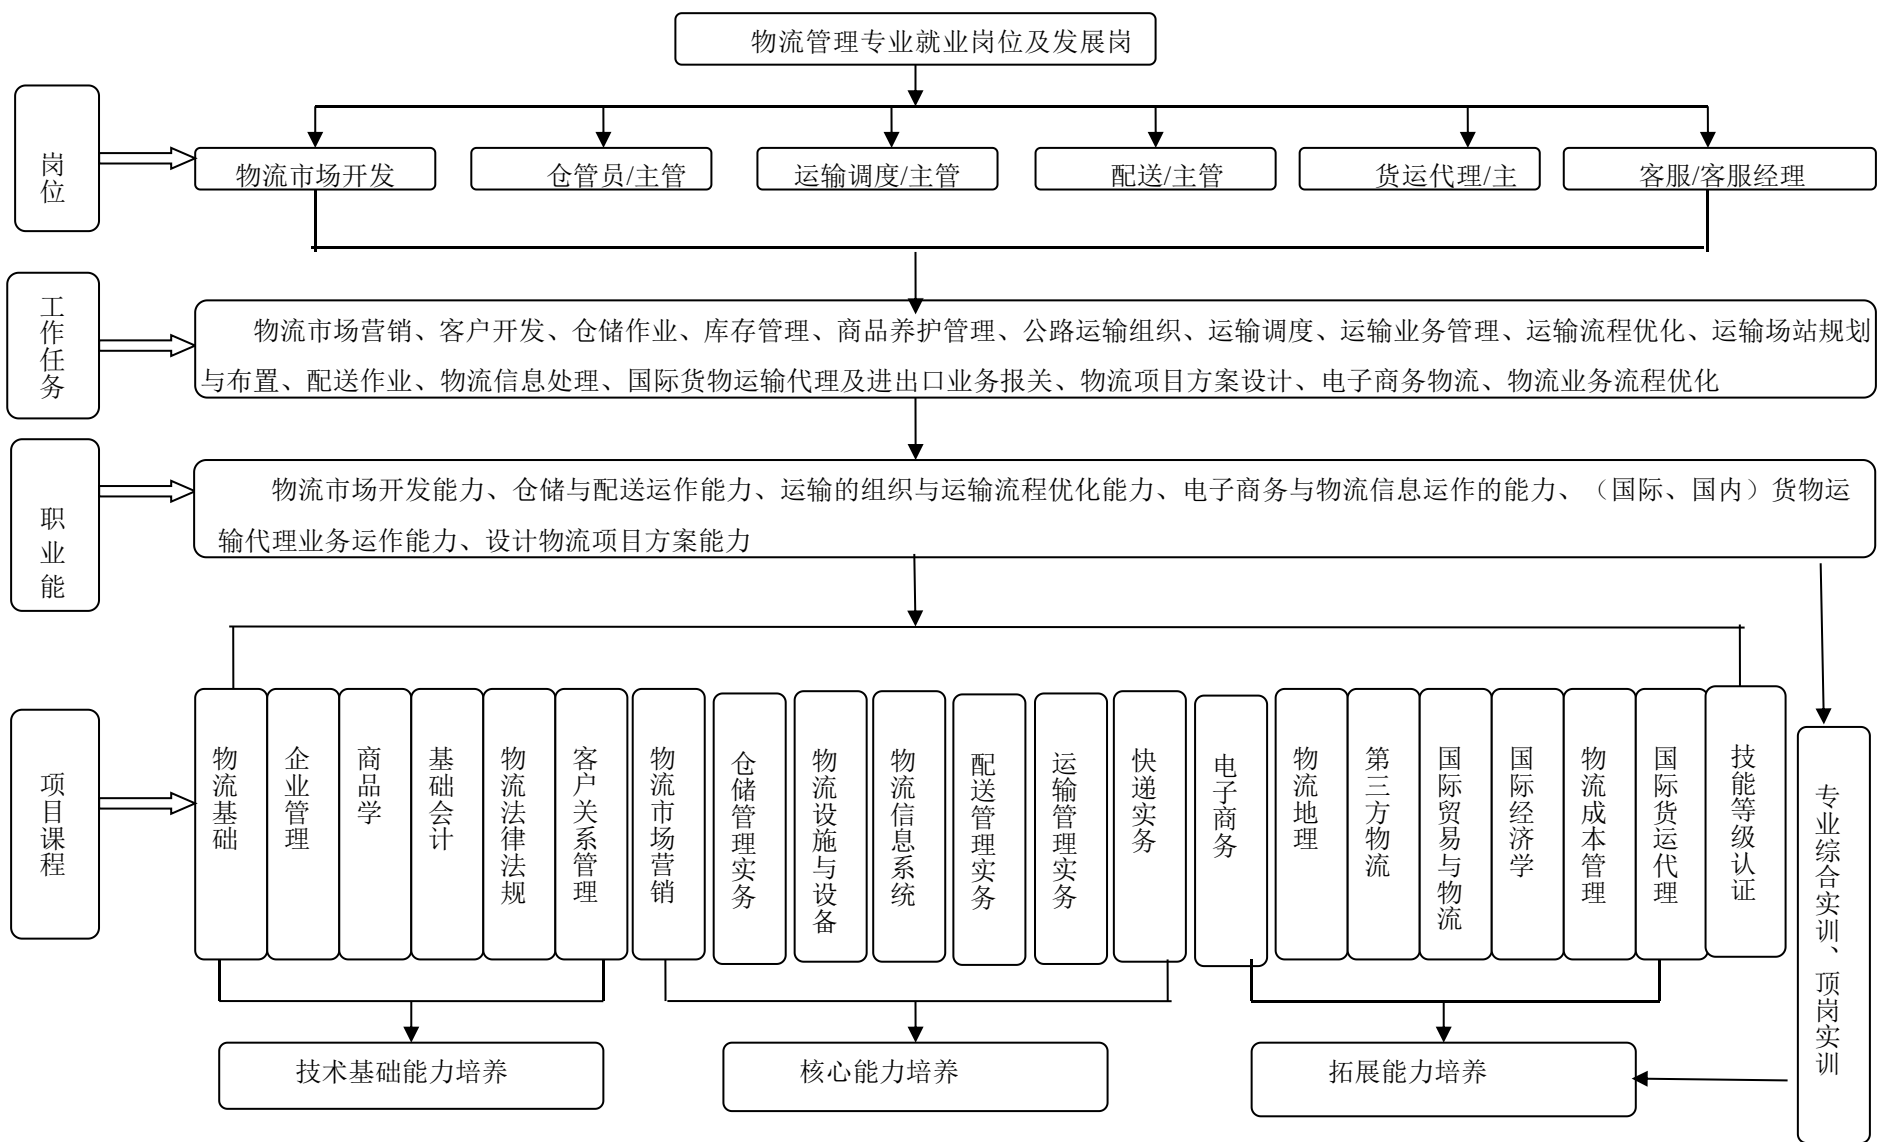 物流管理专业就业岗位及发展岗
岗位
物流市场开发
仓管员/主管
运输调度/主管
配送/主管
货运代理/主
客服/客服经理
工作任务
物流市场营销、客户开发、仓储作业、库存管理、商品养护管理、公路运输组织、运输调度、运输业务管理、运输流程优化、运输场站规划
与布置、配送作业、物流信息处理、国际货物运输代理及进出口业务报关、物流项目方案设计、电子商务物流、物流业务流程优化
职业能
物流市场开发能力、仓储与配送运作能力、运输的组织与运输流程优化能力、电子商务与物流信息运作的能力、（国际、国内）货物运
输代理业务运作能力、设计物流项目方案能力
项目课程
物流基础
企业管理
商品学
基础会计
物流法律法规
客户关系管理
物流市场营销
仓储管理实务
物流设施与设备
物流信息系统
配送管理实务
运输管理实务
快递实务
电子商务
物流地理
第三方物流
国际贸易与物流
国际经济学
物流成本管理
国际货运代理
技能等级认证
专业综合实训、顶岗实训
技术基础能力培养
核心能力培养
拓展能力培养